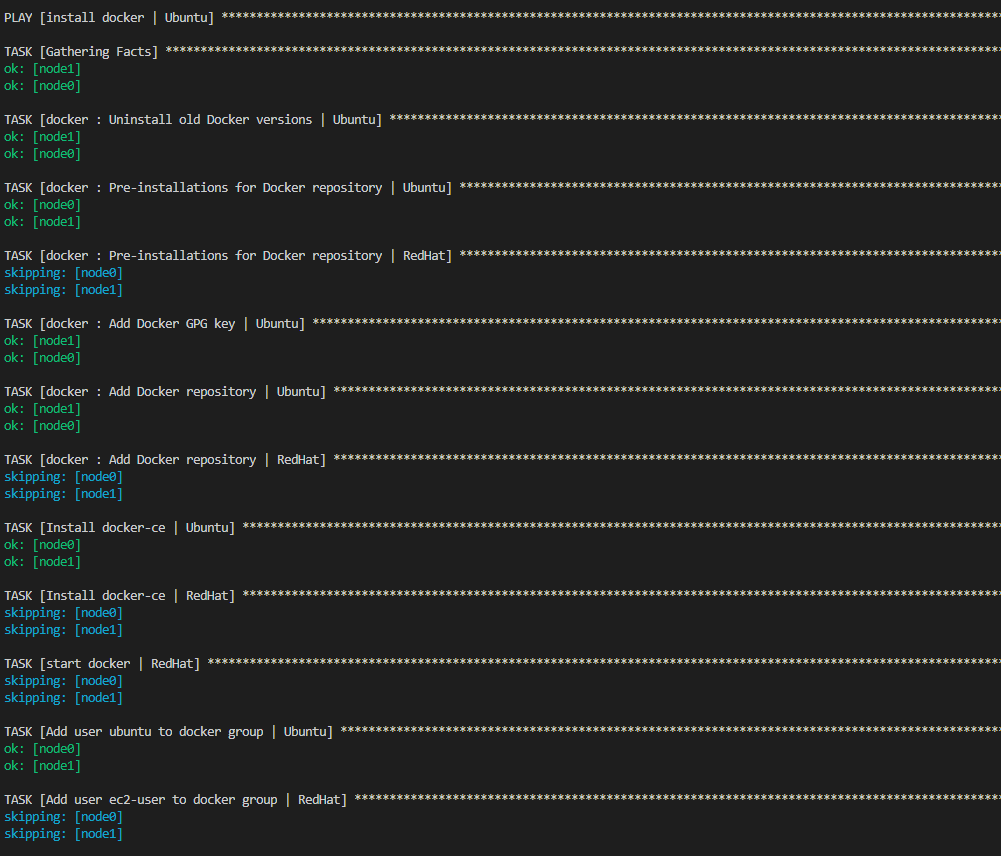 PLAY [install docker | Ubuntu] ***************************************************************************************************************
TASK [Gathering Facts] **********************************************************************************************************************
ok: [node1]
ok: [node0]
TASK [docker : Uninstall old Docker versions | Ubuntu] ***************************************************************************************
ok: [node1]
ok: [node0]
TASK [docker : Pre-installations for Docker repository | Ubuntu] *****************************************************************************
ok: [node0]
ok: [node1]
TASK [docker : Pre-installations for Docker repository | RedHat] *****************************************************************************
skipping: [node0]
skipping: [node1]
TASK [docker : Add Docker GPG key | Ubuntu] **************************************************************************************************
ok: [node1]
ok: [node0]
TASK [docker : Add Docker repository | Ubuntu] ***********************************************************************************************
ok: [node1]
ok: [node0]
TASK [docker : Add Docker repository | RedHat] ***********************************************************************************************
skipping: [node0]
skipping: [node1]
TASK [Install docker-ce | Ubuntu] ************************************************************************************************************
ok: [node0]
ok: [node1]
TASK [Install docker-ce | RedHat] ************************************************************************************************************
skipping: [node0]
skipping: [node1]
TASK [start docker | RedHat] *****************************************************************************************************************
skipping: [node0]
skipping: [node1]
TASK [Add user ubuntu to docker group | Ubuntu] **********************************************************************************************
ok: [node0]
ok: [node1]
TASK [Add user ec2-user to docker group | RedHat] ********************************************************************************************
skipping: [node0]
skipping: [node1]